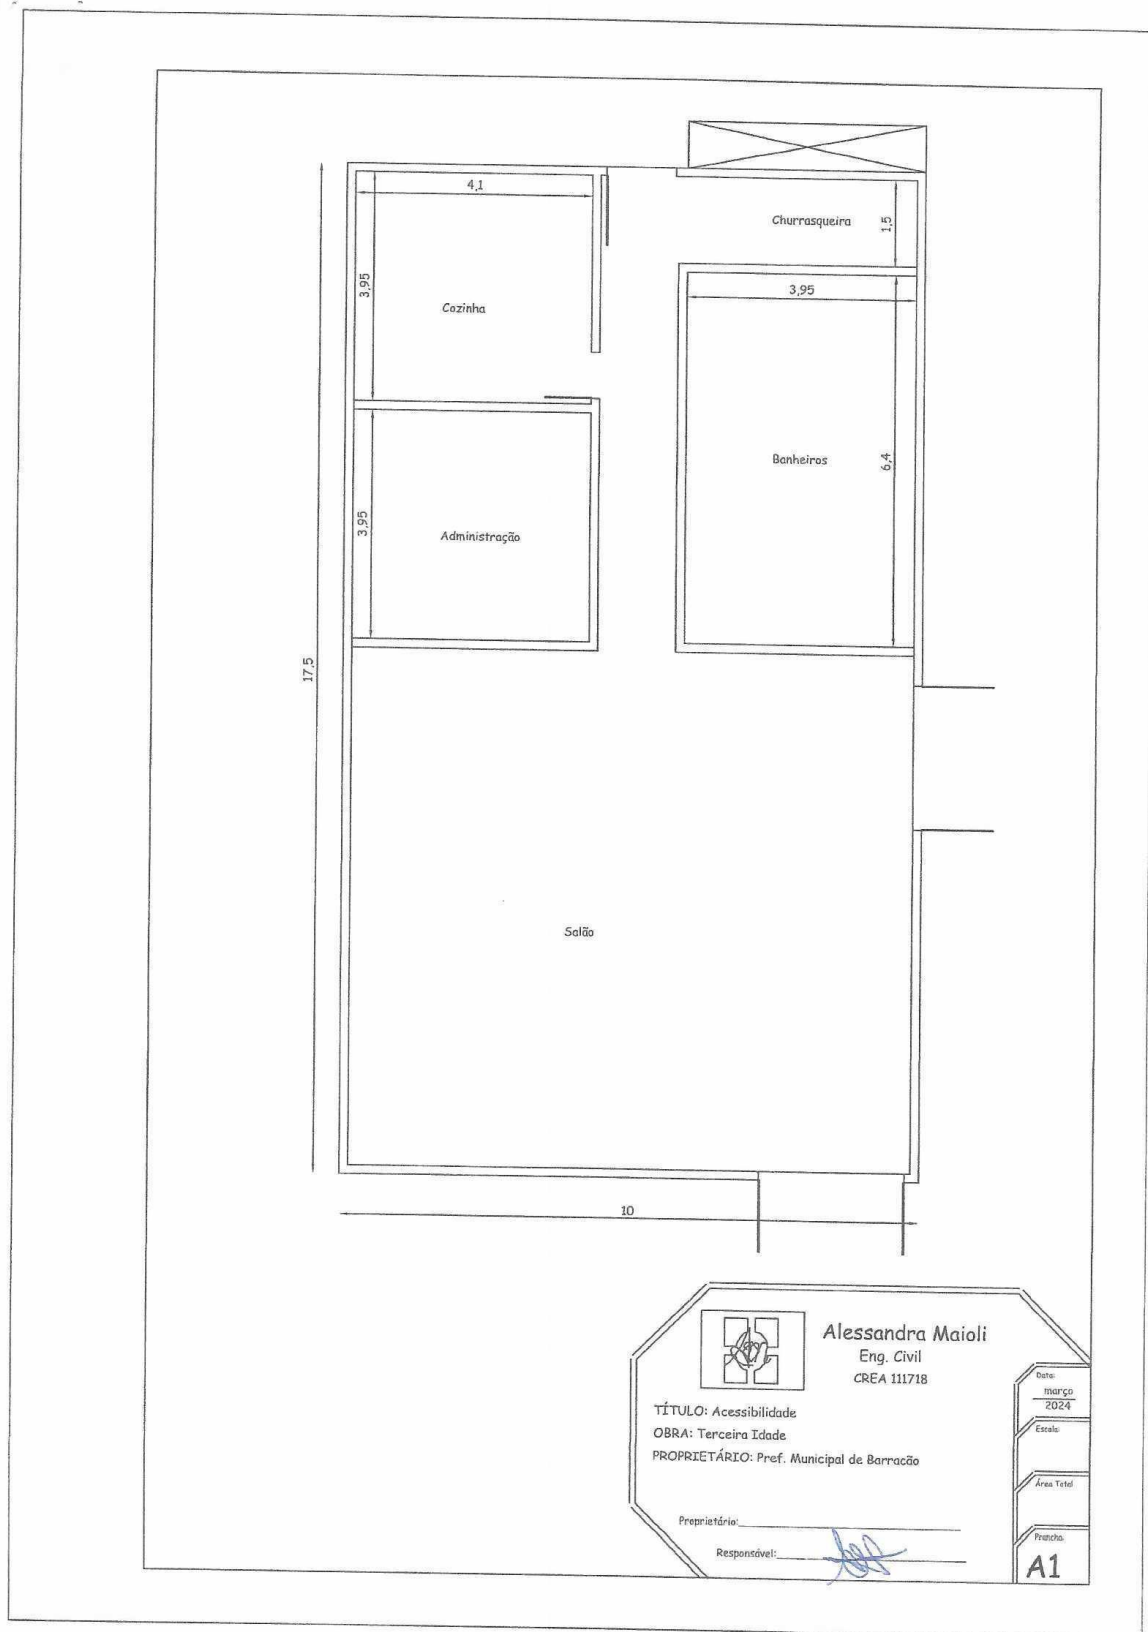 4,1
Churrasqueira
1,5
3,95
Cozinha
3,95
Banheiros
6,4
3,95
Administração
17,5
Salão
10
Alessandra Maioli
Eng. Civil
CREA 111718
TÍTULO: Acessibilidade
OBRA: Terceira Idade
PROPRIETÁRIO: Pref. Municipal de Barracão
Proprietário:
Responsável:
Data:
março
2024
Escala:
Área Total
Prancha:
A1